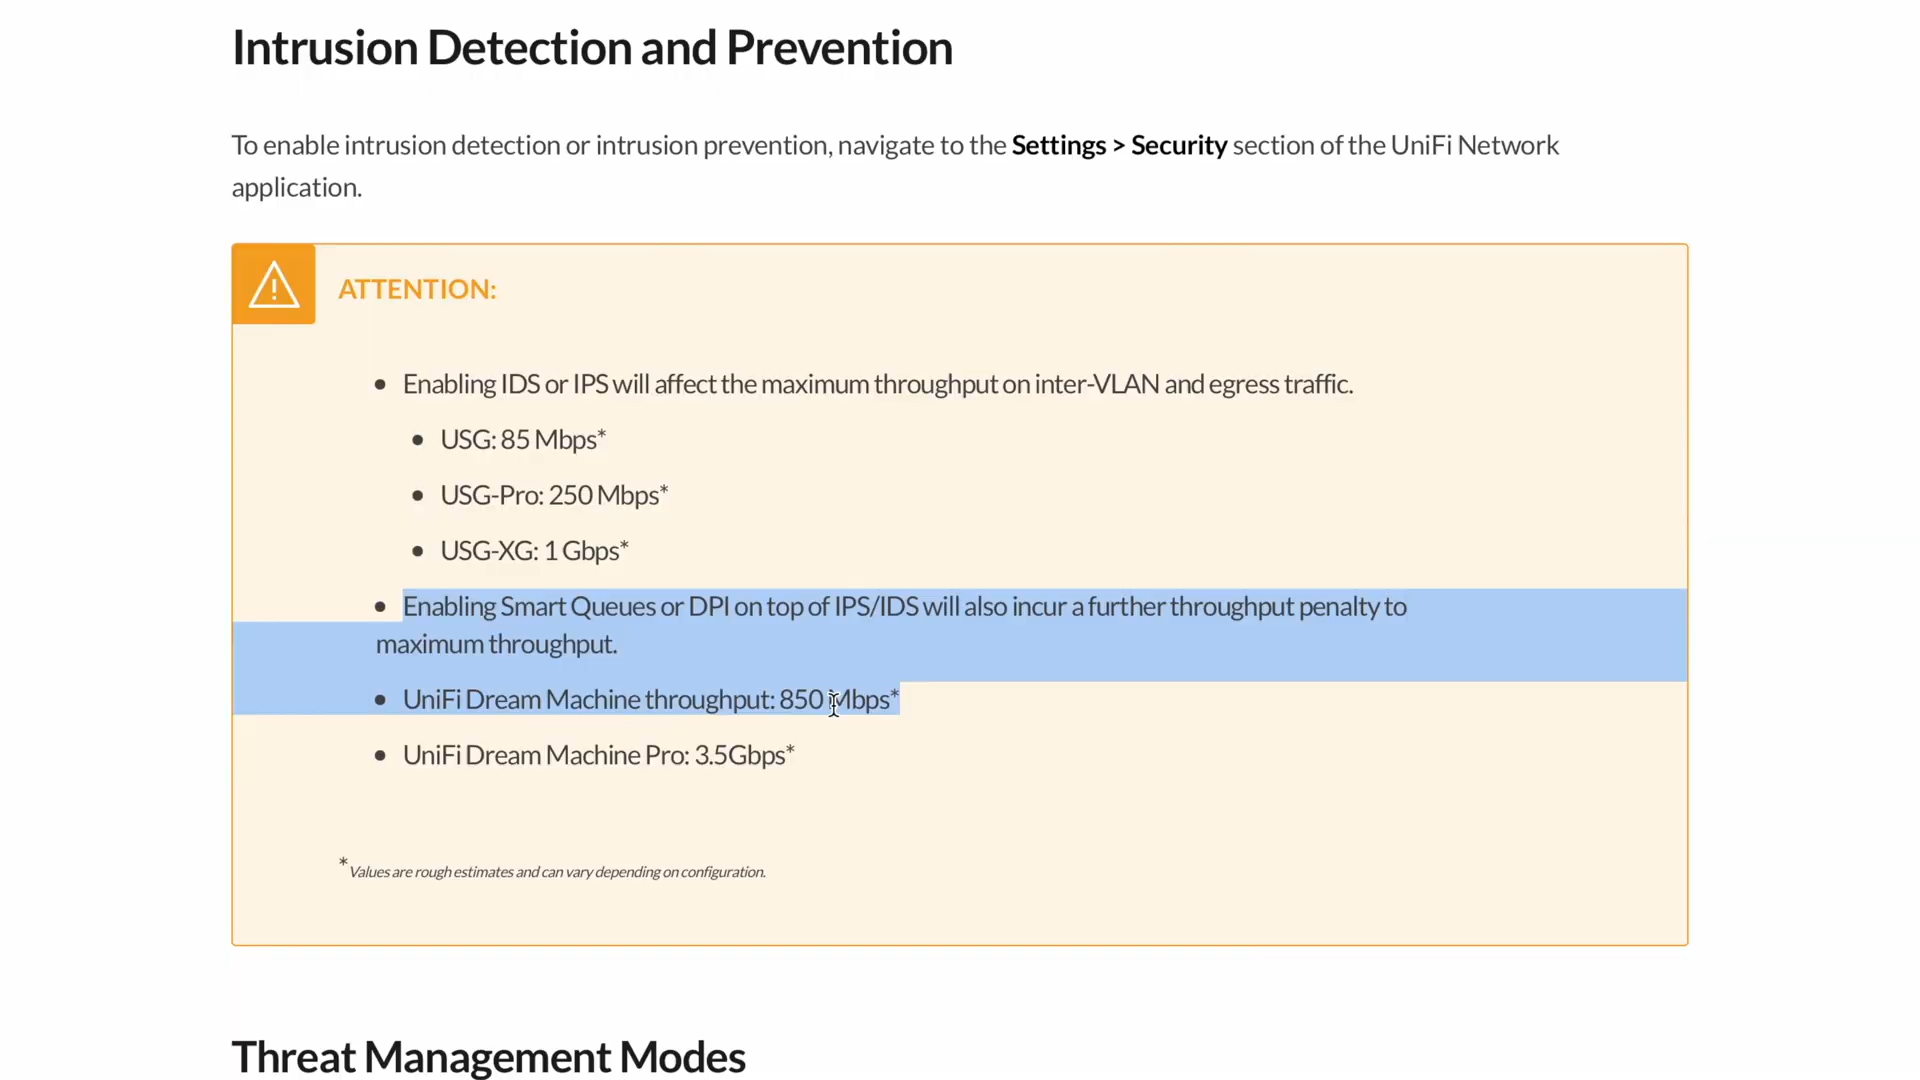 Intrusion Detection and Prevention
To enable intrusion detection or intrusion prevention, navigate to the Settings > Security section of the UniFi Network
application.
ATTENTION:
• Enabling IDS or IPS will affect the maximum throughput on inter-VLAN and egress traffic.
• USG: 85 Mbps*
• USG-Pro: 250 Mbps*
• USG-XG: 1 Gbps*
• Enabling Smart Queues or DPI on top of IPS/IDS will also incur a further throughput penalty to
maximum throughput.
• UniFi Dream Machine throughput: 850 Mbps*
• UniFi Dream Machine Pro: 3.5Gbps*
*Values are rough estimates and can vary depending on configuration.
Threat Management Modes